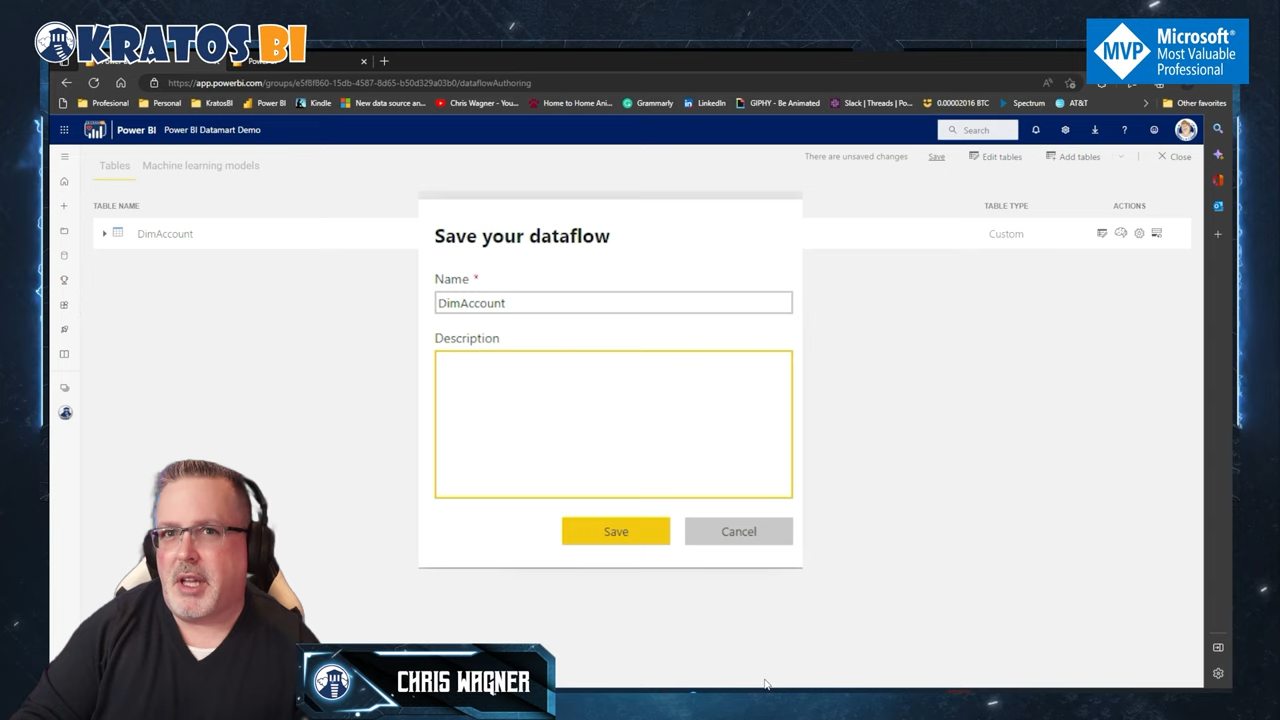 KRATOS BI
Microsoft®
Most Valuable
Professional
MVP
https://app.powerbi.com/groups/e5f8f860-15db-4587-8d65-b50d329a03b0/dataflowAuthoring
Profesional
Personal
KratosBI
Power BI
Kindle
New data source an...
Chris Wagner - You...
Home to Home Ani...
Grammarly
LinkedIn
GIPHY - Be Animated
Slack | Threads | Po...
0.00002016 BTC
Spectrum
AT&T
Other favorites
Power BI
Power BI Datamart Demo
Search
Tables
Machine learning models
There are unsaved changes
Save
Edit tables
Add tables
Close
TABLE NAME
TABLE TYPE
ACTIONS
DimAccount
Custom
Save your dataflow
Name *
DimAccount
Description
Save
Cancel
CHRIS WAGNER